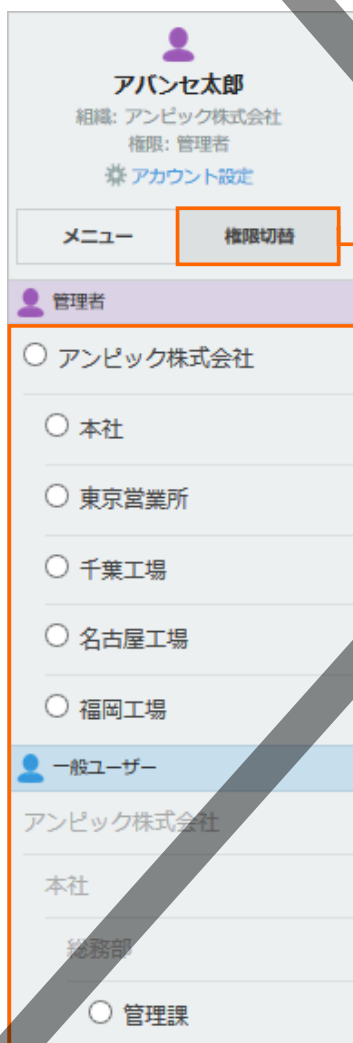 アバンセ太郎
組織: アンピック株式会社
権限: 管理者
アカウント設定
メニュー 権限切替
管理者
アンピック株式会社
本社
東京営業所
千葉工場
名古屋工場
福岡工場
一般ユーザー
アンピック株式会社
本社
総務部
管理課